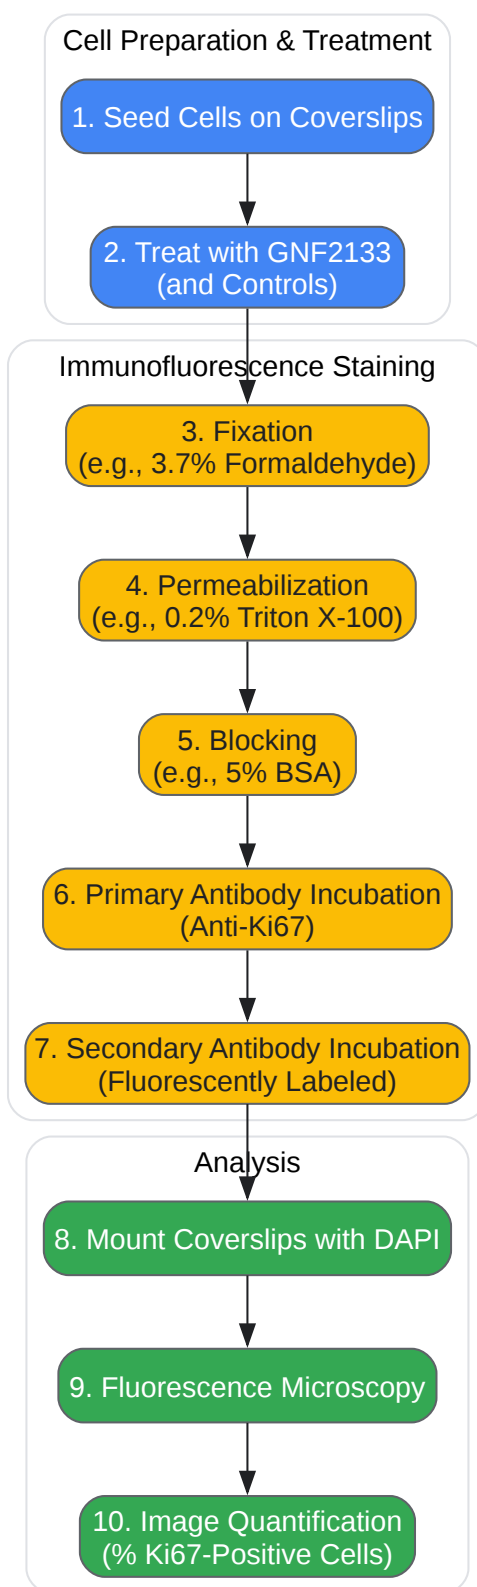 Cell Preparation & Treatment
1. Seed Cells on Coverslips
2. Treat with GNF2133
(and Controls)
Immunofluorescence Staining
3. Fixation
(e.g., 3.7% Formaldehyde)
4. Permeabilization
(e.g., 0.2% Triton X-100)
5. Blocking
(e.g., 5% BSA)
6. Primary Antibody Incubation
(Anti-Ki67)
7. Secondary Antibody Incubation
(Fluorescently Labeled)
Analysis
8. Mount Coverslips with DAPI
9. Fluorescence Microscopy
10. Image Quantification
(% Ki67-Positive Cells)